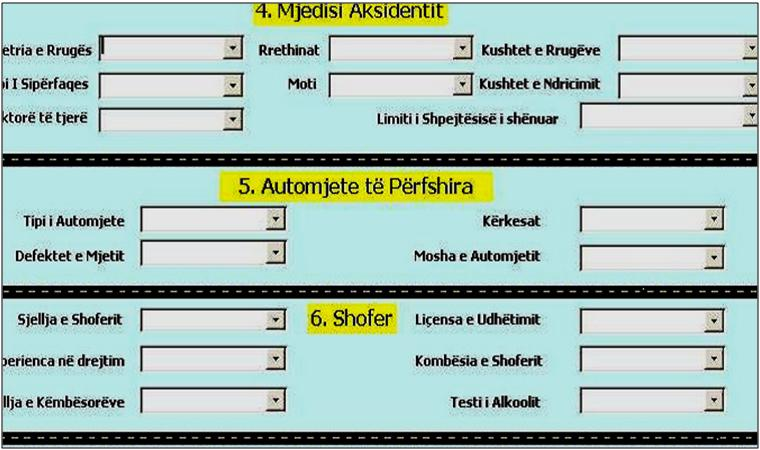 4. Mjedisi Aksidentit
etria e Rrugës Rrethinat Kushtet e Rrugëve
i I Sipërfaqes Moti Kushtet e Ndricimit
ktorë të tjerë Limiti i Shpejtësisë i shënuar
5. Automjete të Përfshira
Tipi i Automjete Kërkesat
Defektet e Mjetit Mosha e Automjetit
6. Shofer
Sjellja e Shoferit Liçensa e Udhëtimit
perienca në drejtim Kombësia e Shoferit
llja e Këmbësorëve Testi i Alkoolit